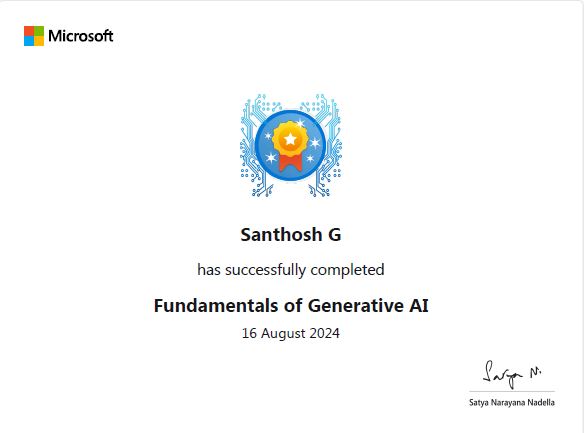 Microsoft
Santhosh G
has successfully completed
Fundamentals of Generative AI
16 August 2024
Satya N.
Satya Narayana Nadella